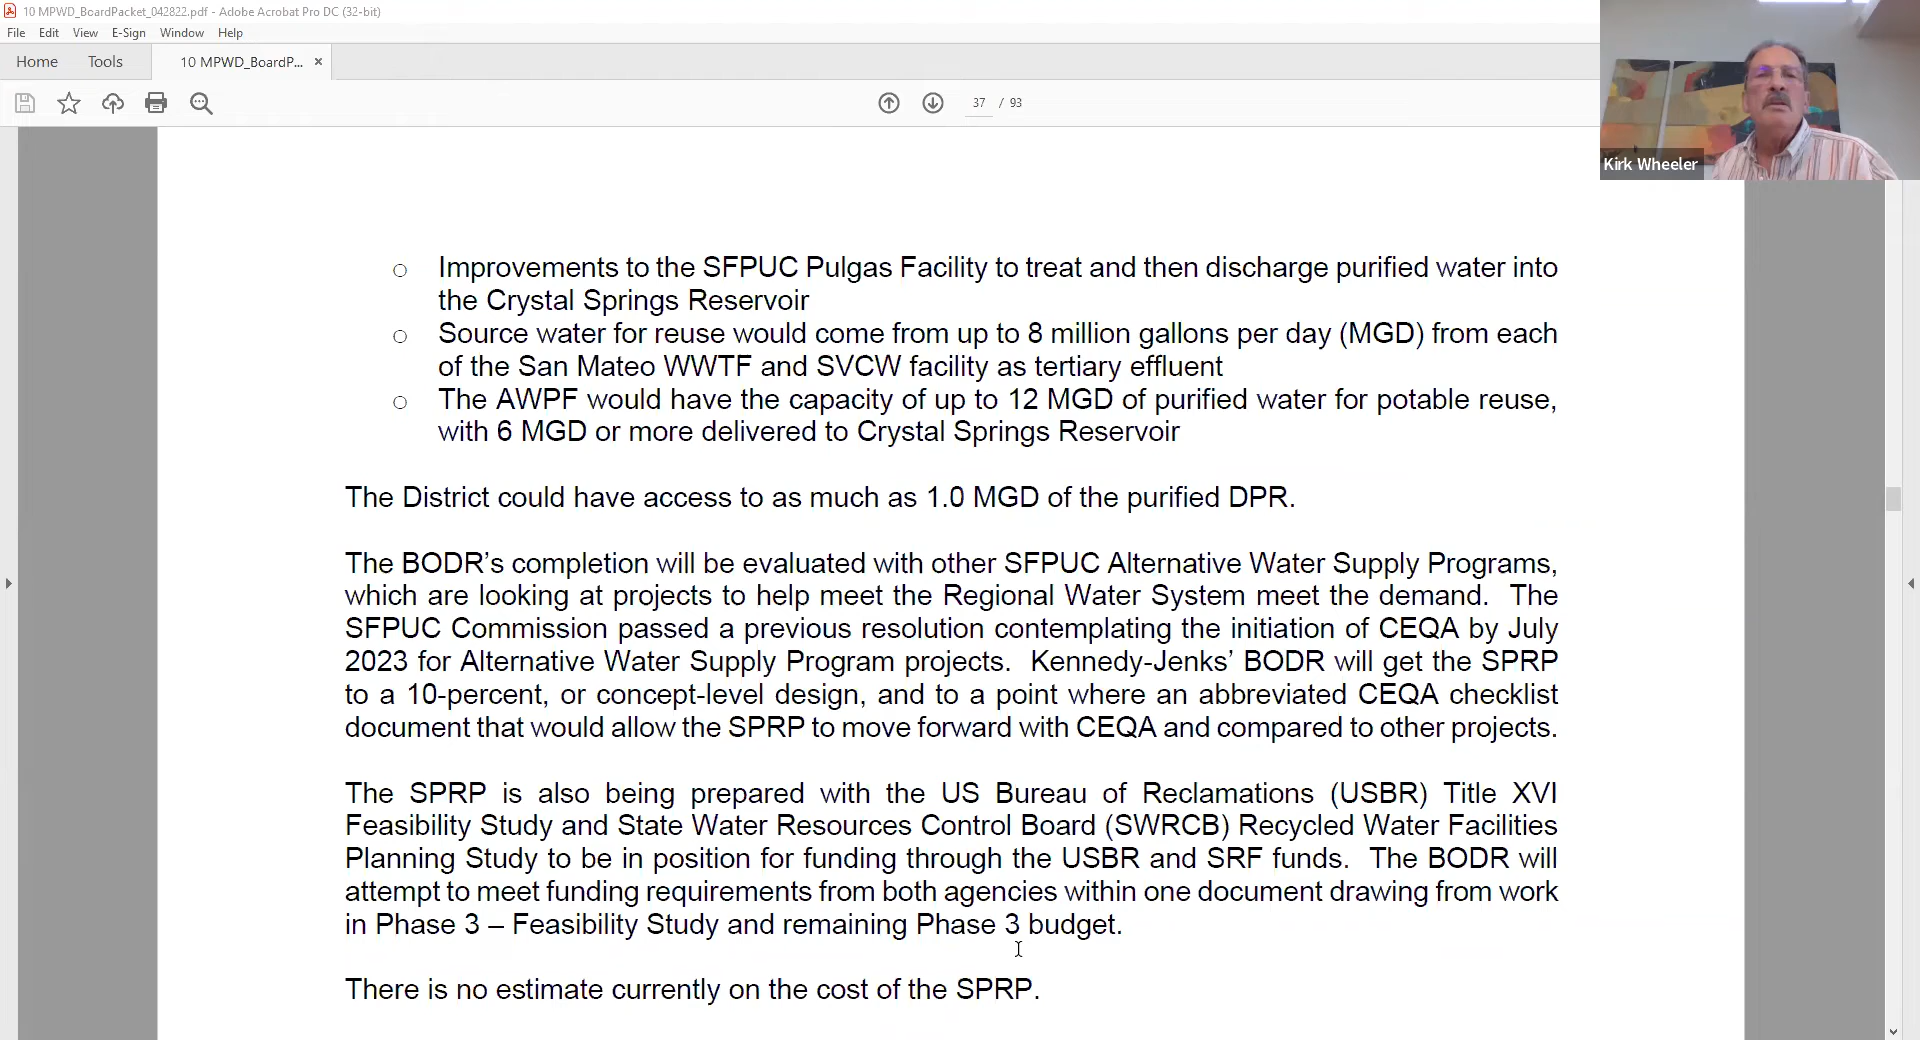 10 MPWD_BoardPacket_042822.pdf - Adobe Acrobat Pro DC (32-bit)
File Edit View E-Sign Window Help
Home Tools 10 MPWD_BoardP... ×
37 / 93
Kirk Wheeler
o Improvements to the SFPUC Pulgas Facility to treat and then discharge purified water into
the Crystal Springs Reservoir
o Source water for reuse would come from up to 8 million gallons per day (MGD) from each
of the San Mateo WWTF and SVCW facility as tertiary effluent
o The AWPF would have the capacity of up to 12 MGD of purified water for potable reuse,
with 6 MGD or more delivered to Crystal Springs Reservoir
The District could have access to as much as 1.0 MGD of the purified DPR.
The BODR’s completion will be evaluated with other SFPUC Alternative Water Supply Programs,
which are looking at projects to help meet the Regional Water System meet the demand. The
SFPUC Commission passed a previous resolution contemplating the initiation of CEQA by July
2023 for Alternative Water Supply Program projects. Kennedy-Jenks’ BODR will get the SPRP
to a 10-percent, or concept-level design, and to a point where an abbreviated CEQA checklist
document that would allow the SPRP to move forward with CEQA and compared to other projects.
The SPRP is also being prepared with the US Bureau of Reclamations (USBR) Title XVI
Feasibility Study and State Water Resources Control Board (SWRCB) Recycled Water Facilities
Planning Study to be in position for funding through the USBR and SRF funds. The BODR will
attempt to meet funding requirements from both agencies within one document drawing from work
in Phase 3 – Feasibility Study and remaining Phase 3 budget.
There is no estimate currently on the cost of the SPRP.